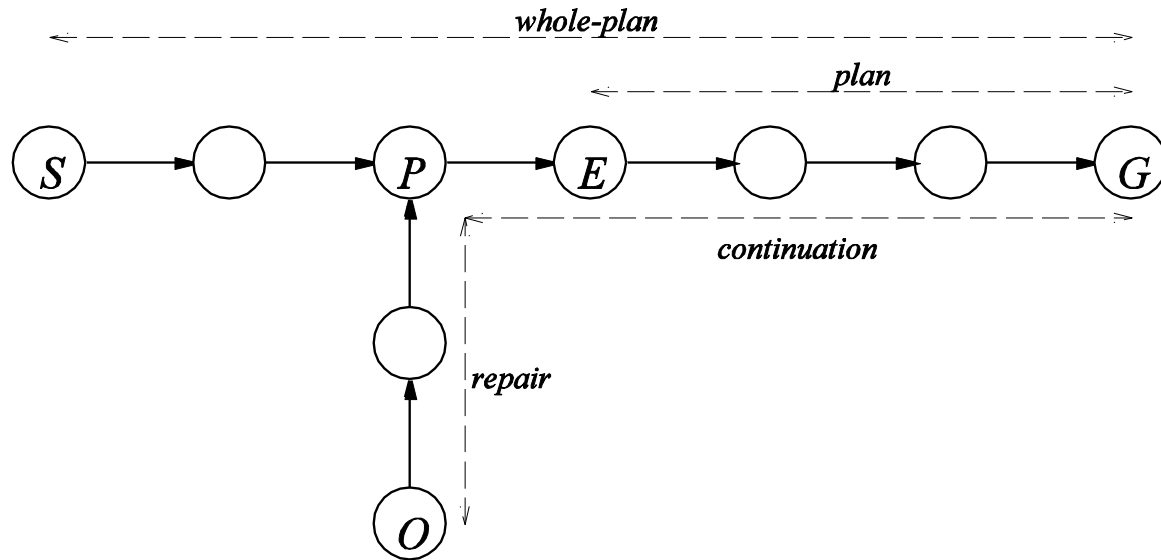 whole-plan
plan
S P E G
continuation
repair
O